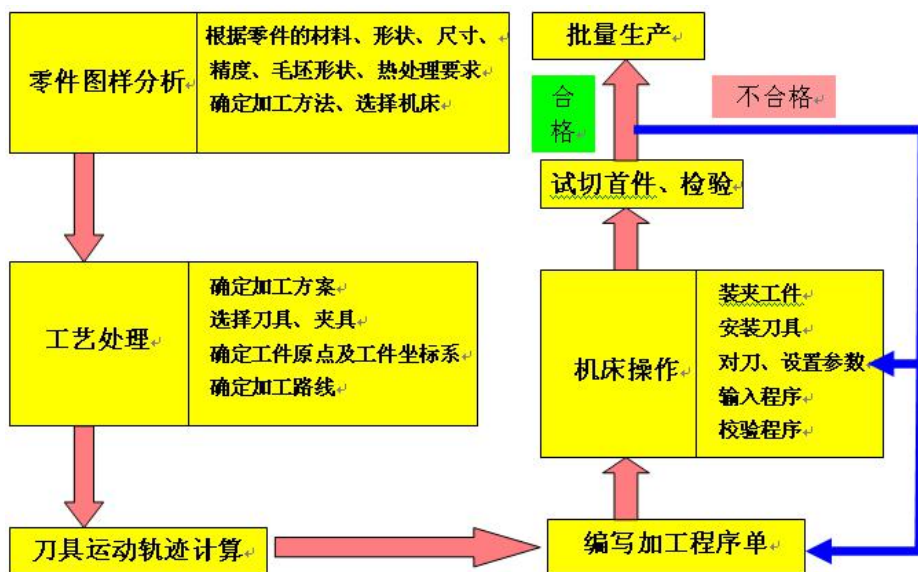 零件图样分析
根据零件的材料、形状、尺寸、
精度、毛坯形状、热处理要求
确定加工方法、选择机床
工艺处理
确定加工方案
选择刀具、夹具
确定工件原点及工件坐标系
确定加工路线
刀具运动轨迹计算
编写加工程序单
机床操作
装夹工件
安装刀具
对刀、设置参数
输入程序
校验程序
试切首件、检验
合
格
不合格
批量生产